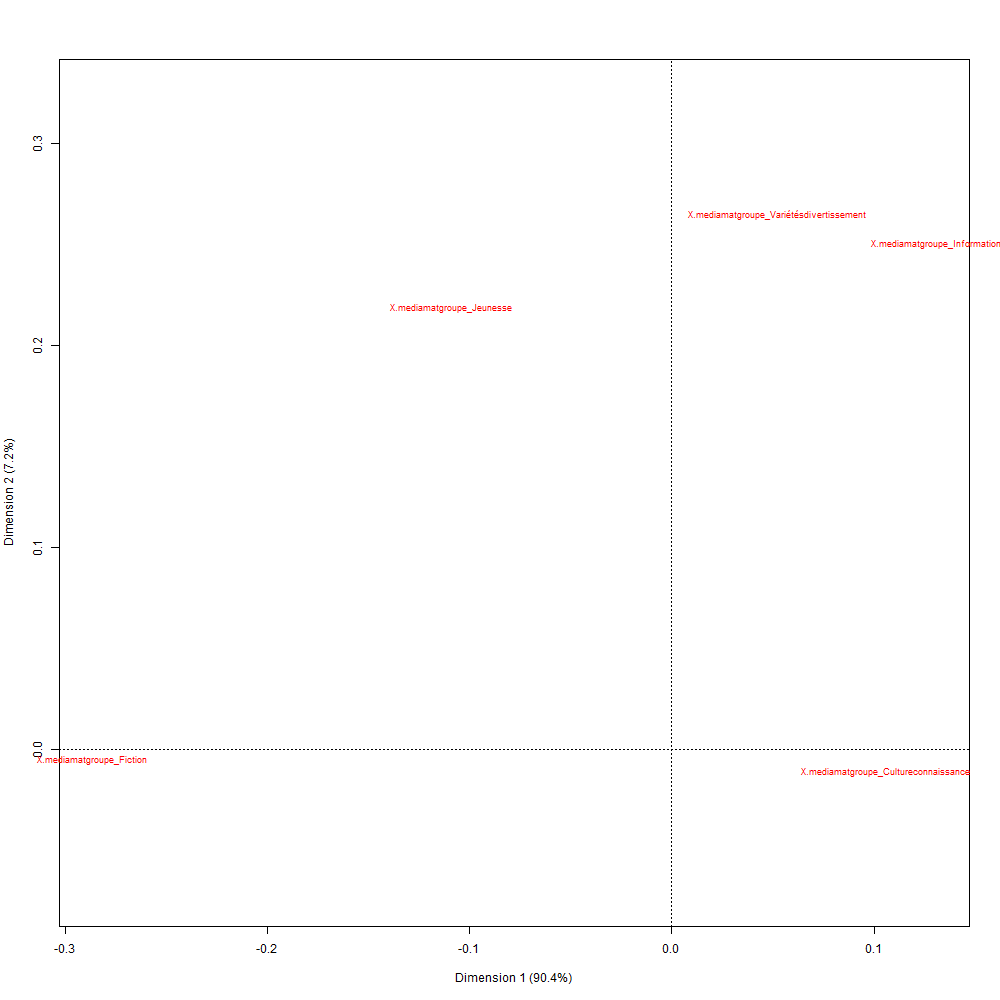 0.3
X.mediamatgroupe_Variétésdivertissement
X.mediamatgroupe_Information
X.mediamatgroupe_Jeunesse
0.2
Dimension 2 (7.2%)
0.1
0.0
X.mediamatgroupe_Fiction
X.mediamatgroupe_Cultureconnaissance
-0.3 -0.2 -0.1 0.0 0.1
Dimension 1 (90.4%)